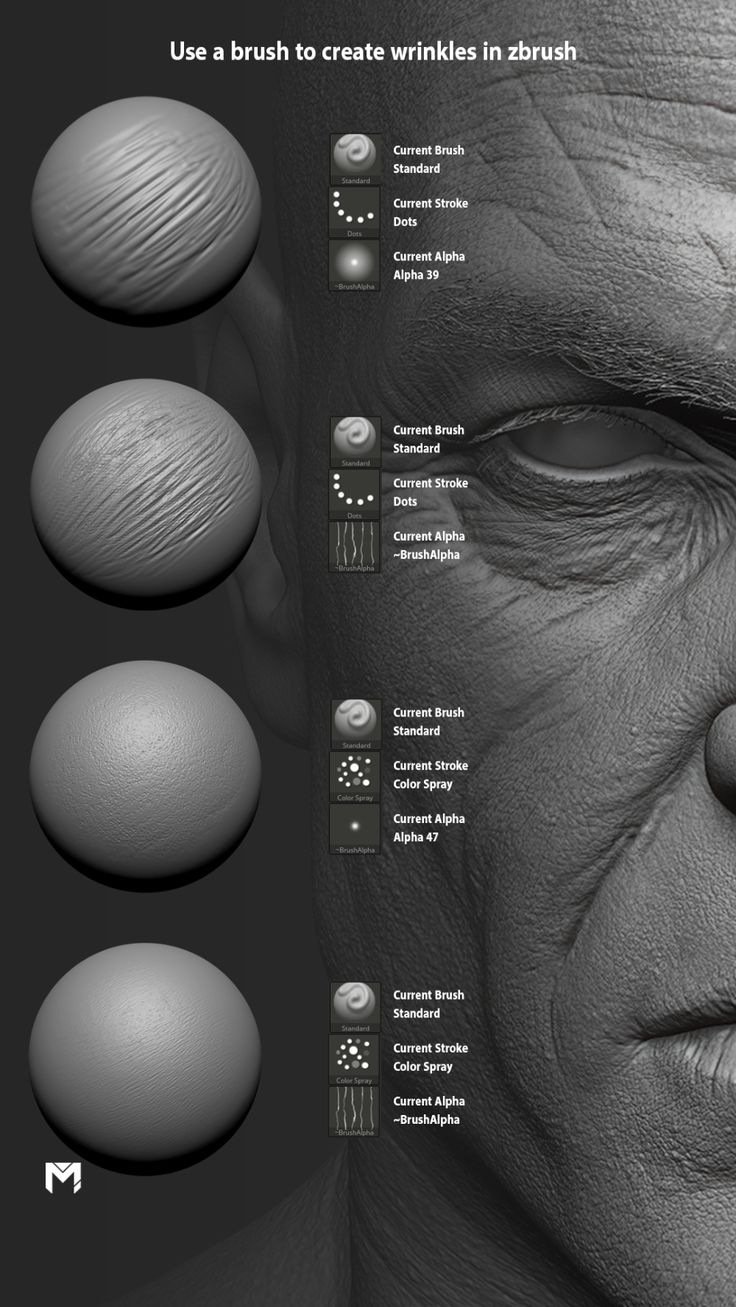 Use a brush to create wrinkles in zbrush
Standard
Current Brush
Standard
Dots
Current Stroke
Dots
~BrushAlpha
Current Alpha
Alpha 39
Standard
Current Brush
Standard
Dots
Current Stroke
Dots
~BrushAlpha
Current Alpha
~BrushAlpha
Standard
Current Brush
Standard
Color Spray
Current Stroke
Color Spray
~BrushAlpha
Current Alpha
Alpha 47
Standard
Current Brush
Standard
Color Spray
Current Stroke
Color Spray
~BrushAlpha
Current Alpha
~BrushAlpha
M